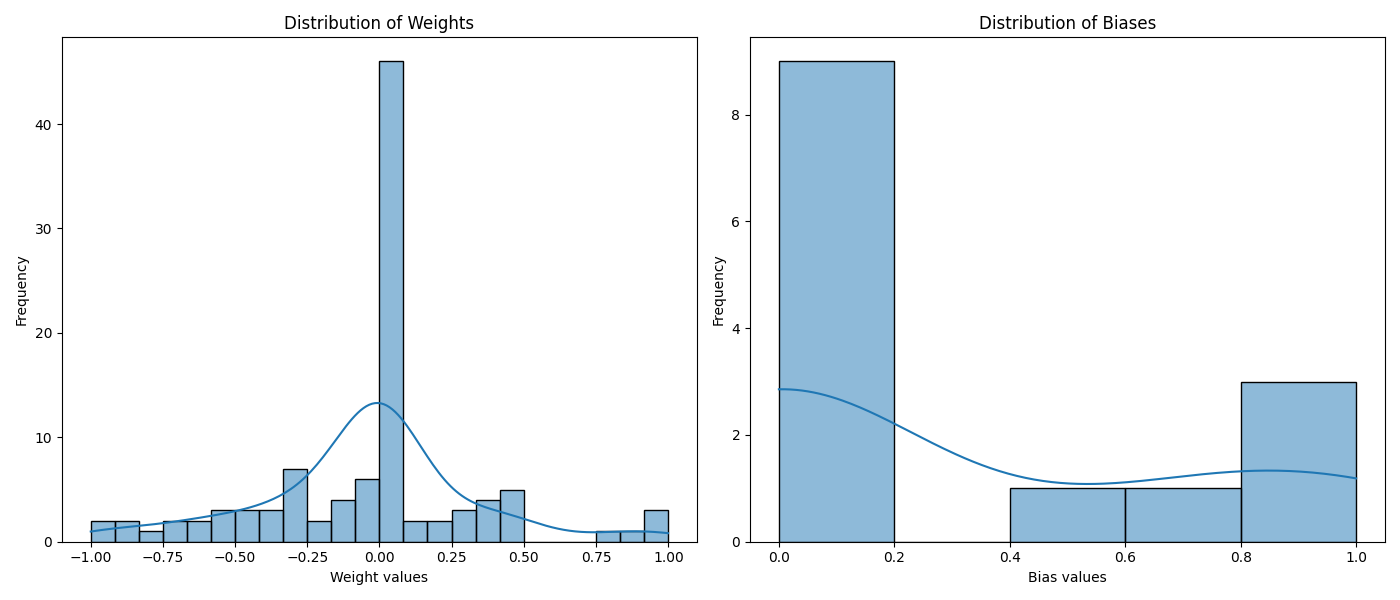 Distribution of Weights
Frequency
40
30
20
10
0
−1.00 −0.75 −0.50 −0.25 0.00 0.25 0.50 0.75 1.00
Weight values
Distribution of Biases
Frequency
8
6
4
2
0
0.0 0.2 0.4 0.6 0.8 1.0
Bias values